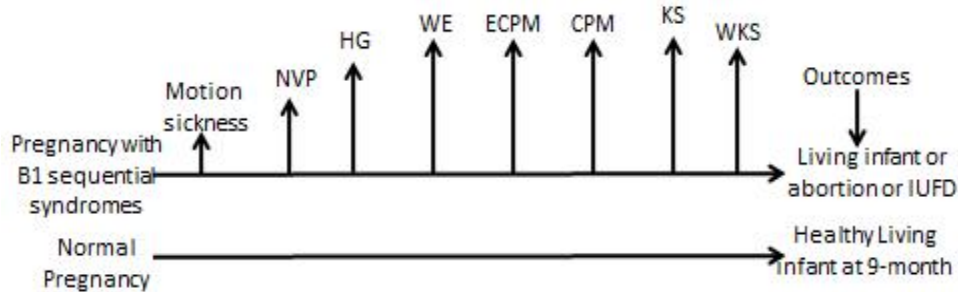 Motion
sickness
NVP
HG
WE
ECPM
CPM
KS
WKS
Outcomes
Pregnancy with
B1 sequential
syndromes
Living infant or
abortion or IUFD
Normal
Pregnancy
Healthy Living
infant at 9-month